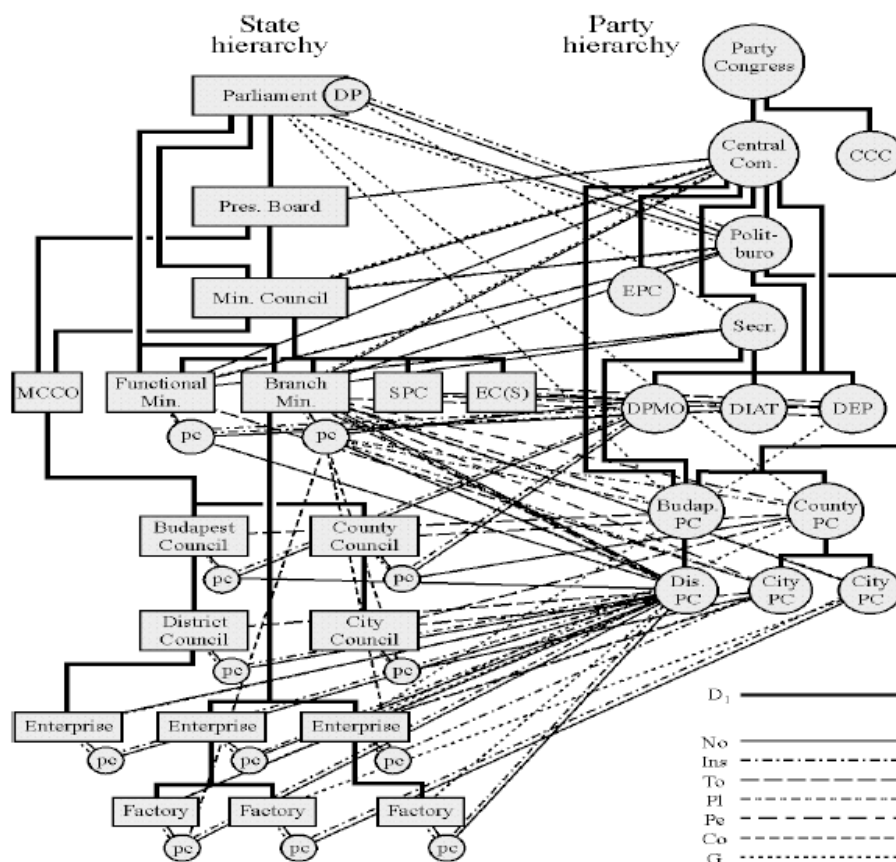 State
hierarchy
Party
hierarchy
Party
Congress
Parliament
DP
Central
Com.
CCC
Pres. Board
Polit-
buro
Min. Council
EPC
Secr.
MCCO
Functional
Min.
Branch
Min.
SPC
EC(S)
DPMO
DIAT
DEP
pc
pc
Budapest
Council
County
Council
Budap.
PC
County
PC
pc
pc
Dis.
PC
City
PC
City
PC
District
Council
City
Council
pc
pc
D₁
Enterprise
Enterprise
Enterprise
No
Ins
pc
pc
pc
To
Pl
Factory
Factory
Factory
Pe
Co
pc
pc
pc
G